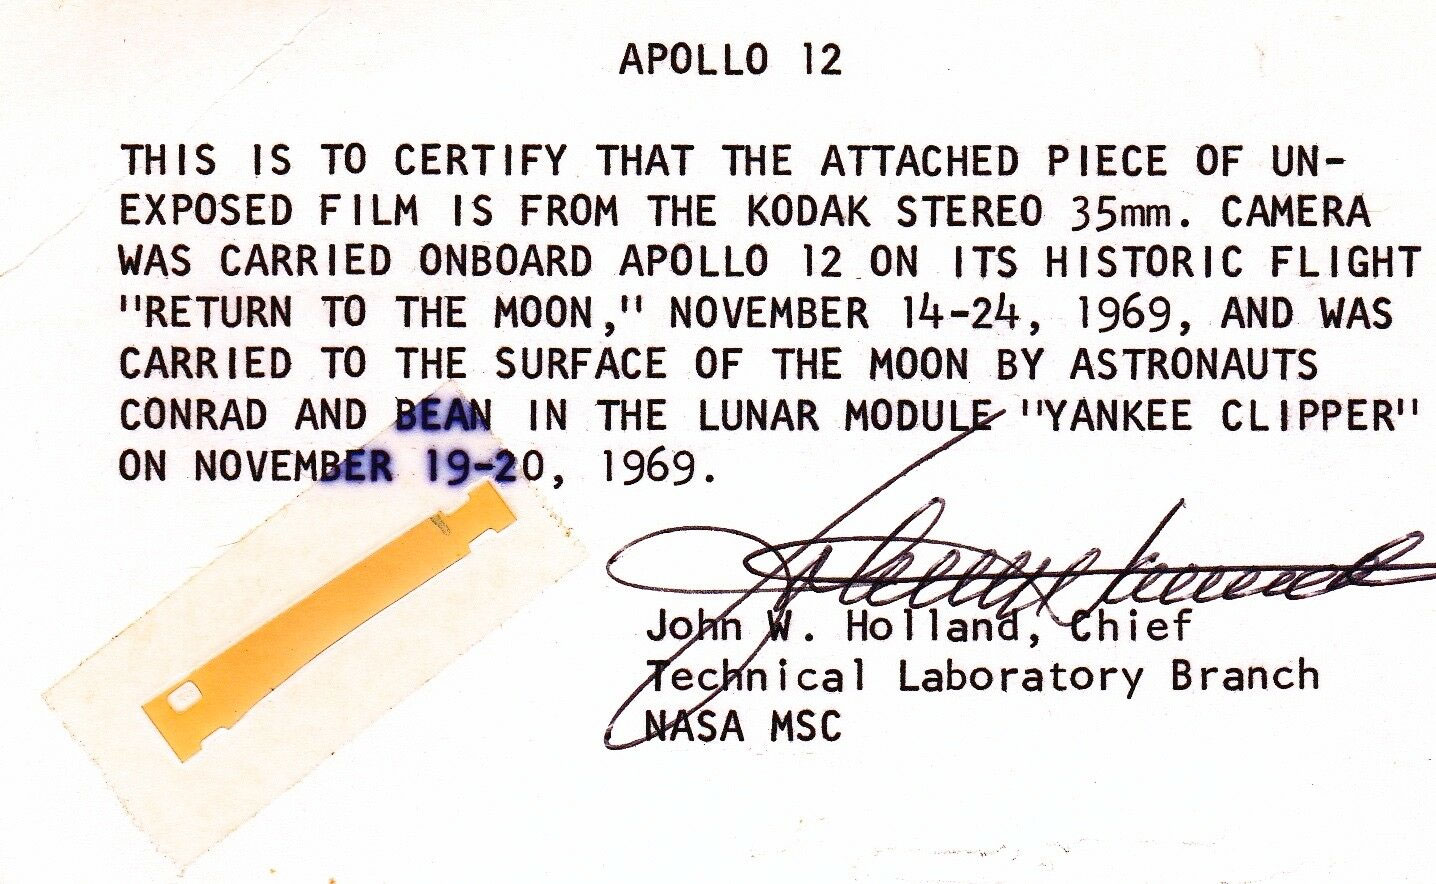 APOLLO 12
THIS IS TO CERTIFY THAT THE ATTACHED PIECE OF UN-
EXPOSED FILM IS FROM THE KODAK STEREO 35mm. CAMERA
WAS CARRIED ONBOARD APOLLO 12 ON ITS HISTORIC FLIGHT
"RETURN TO THE MOON," NOVEMBER 14-24, 1969, AND WAS
CARRIED TO THE SURFACE OF THE MOON BY ASTRONAUTS
CONRAD AND BEAN IN THE LUNAR MODULE "YANKEE CLIPPER"
ON NOVEMBER 19-20, 1969.
John W. Holland, Chief
Technical Laboratory Branch
NASA MSC